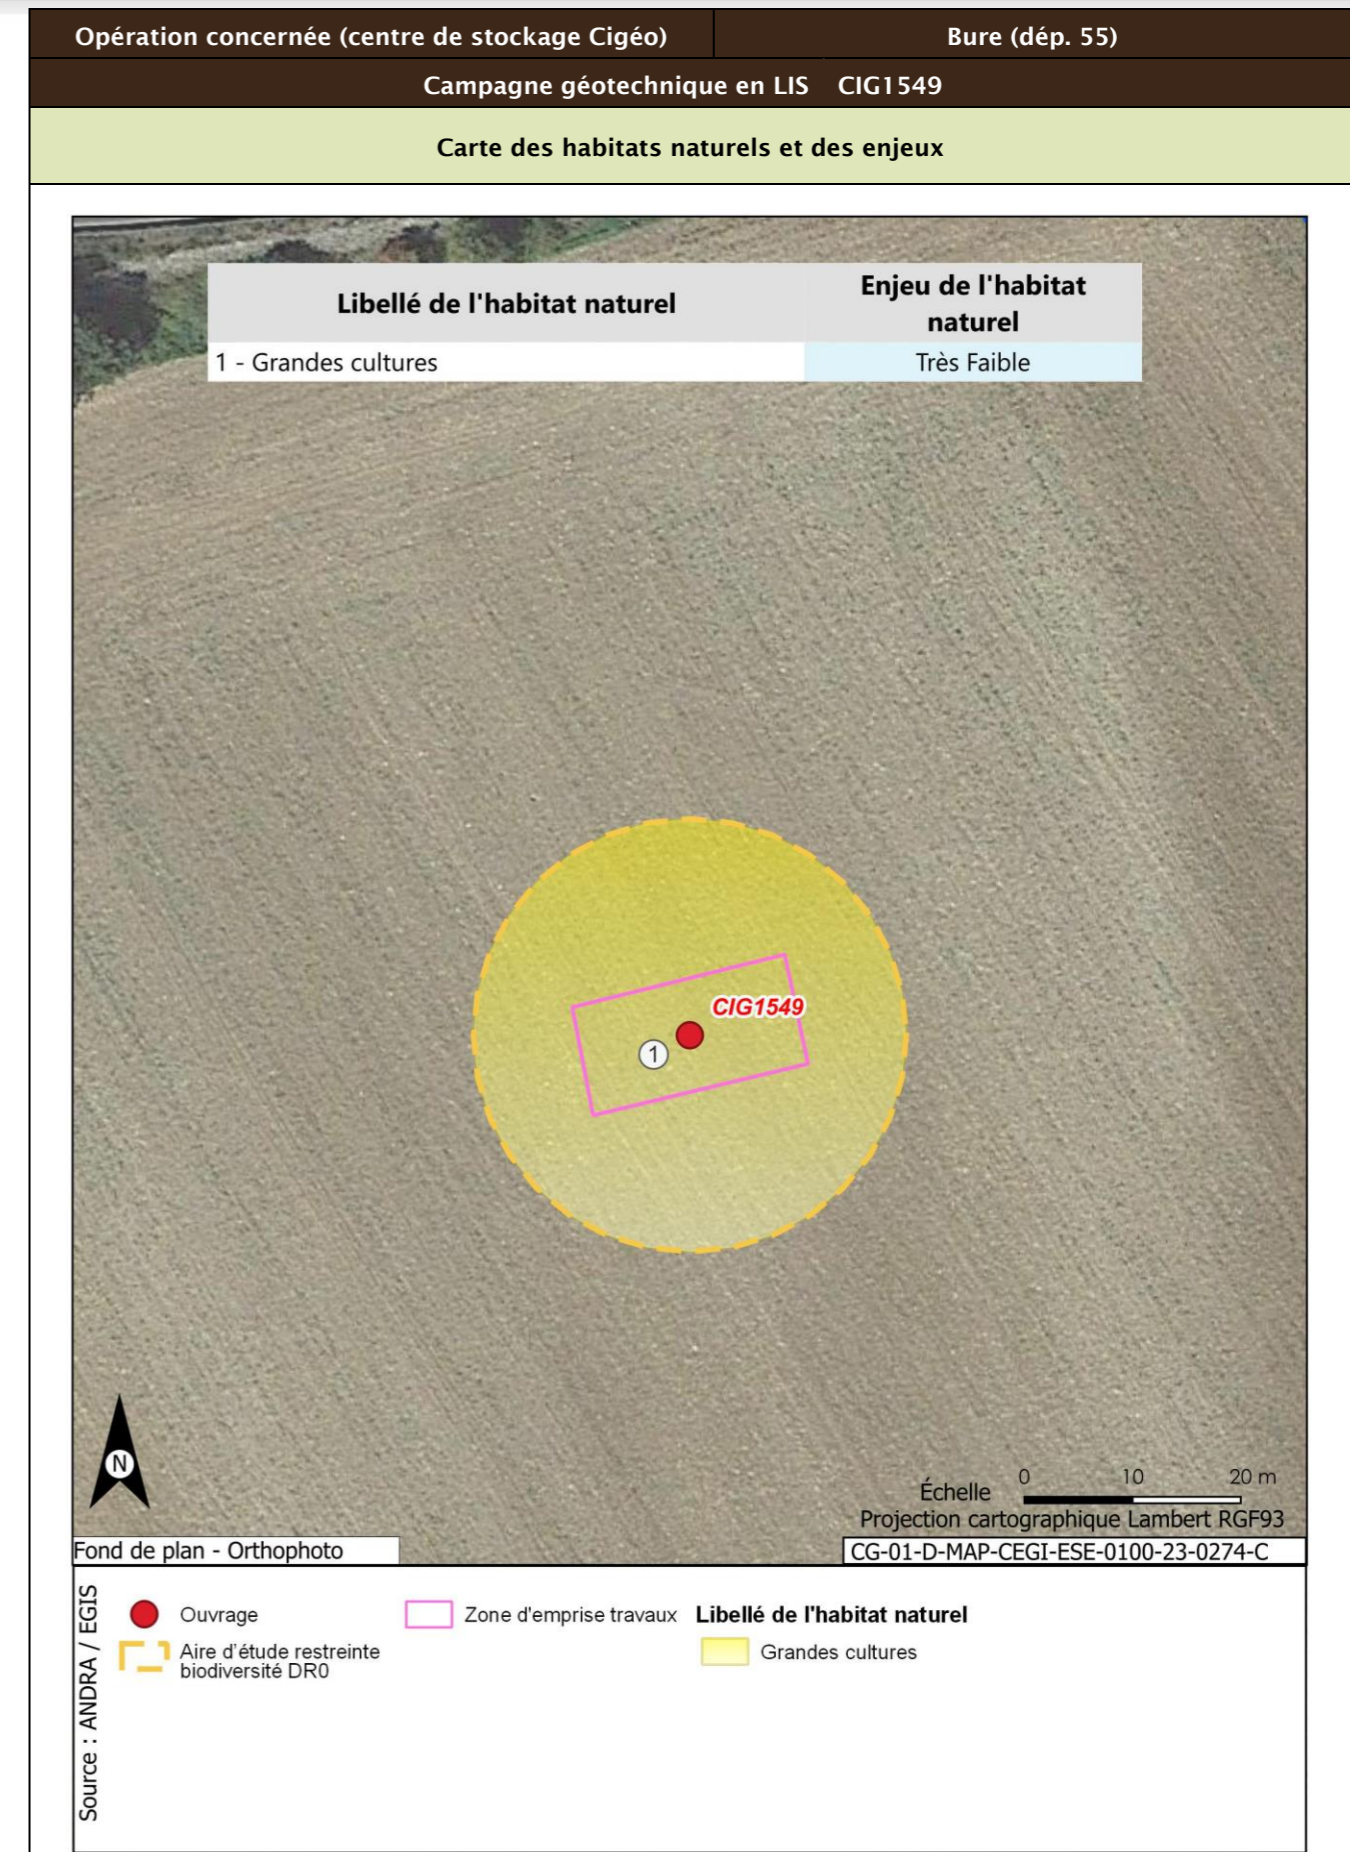 Opération concernée (centre de stockage Cigéo)
Bure (dép. 55)
Campagne géotechnique en LIS CIG1549
Carte des habitats naturels et des enjeux
Libellé de l'habitat naturel
Enjeu de l'habitat
naturel
1 - Grandes cultures
Très Faible
CIG1549
1
N
Échelle
0 10 20 m
Projection cartographique Lambert RGF93
Fond de plan - Orthophoto
CG-01-D-MAP-CEGI-ESE-0100-23-0274-C
Source : ANDRA / EGIS
Ouvrage
Aire d'étude restreinte
biodiversité DR0
Zone d'emprise travaux
Libellé de l'habitat naturel
Grandes cultures